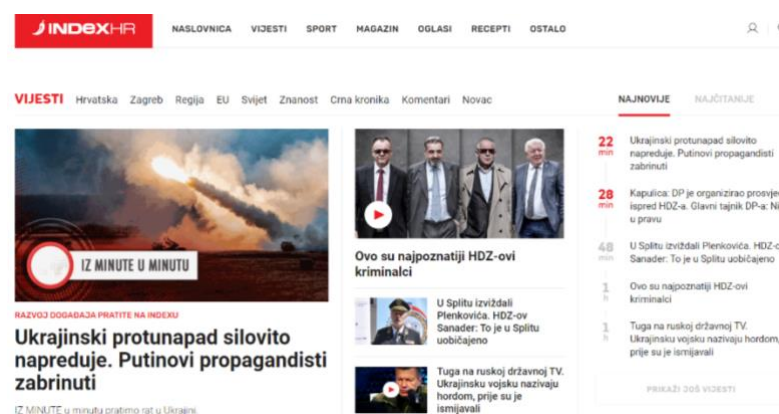 INDEXHR
NASLOVNICA VIJESTI SPORT MAGAZIN OGLASI RECEPTI OSTALO
VIJESTI Hrvatska Zagreb Regija EU Svijet Znanost Crna kronika Komentari Novac
IZ MINUTE U MINUTU
RAZVOJ DOGAĐAJA PRATITE NA INDEXU
Ukrajinski protunapad silovito
napreduje. Putinovi propagandisti
zabrinuti
IZ MINUTE u minutu pratimo rat u Ukrajini.
Ovo su najpoznatiji HDZ-ovi
kriminalci
U Splitu izviždali
Plenkovića. HDZ-ov
Sanader: To je u Splitu
uobičajeno
Tuga na ruskoj državnoj TV.
Ukrajinsku vojsku nazivaju
hordom, prije su je
ismijavali
NAJNOVIJE NAJČITANIJE
22 min
Ukrajinski protunapad silovito
napreduje. Putinovi propagandisti
zabrinuti
28 min
Kapulica: DP je organizirao
ispred HDZ-a. Glavni tajnik DP-a:
u pravu
48 min
U Splitu izviždali Plenkovića.
Sanader: To je u Splitu uobičajeno
1 h
Ovo su najpoznatiji HDZ-ovi
kriminalci
1 h
Tuga na ruskoj državnoj TV.
Ukrajinsku vojsku nazivaju hordom,
prije su je ismijavali
PRIKAŽI JOŠ VIJESTI